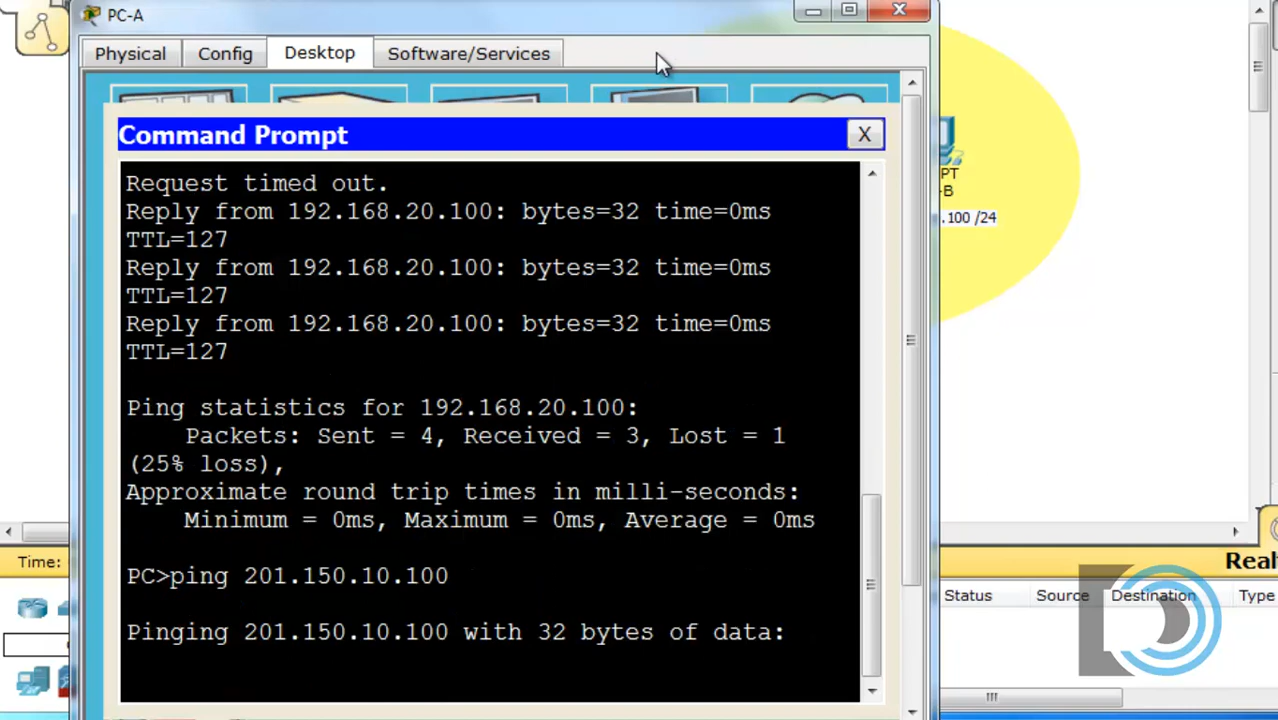 PC-A
Physical
Config
Desktop
Software/Services
Command Prompt
X
Request timed out.
Reply from 192.168.20.100: bytes=32 time=0ms
TTL=127
Reply from 192.168.20.100: bytes=32 time=0ms
TTL=127
Reply from 192.168.20.100: bytes=32 time=0ms
TTL=127
Ping statistics for 192.168.20.100:
Packets: Sent = 4, Received = 3, Lost = 1
(25% loss),
Approximate round trip times in milli-seconds:
Minimum = 0ms, Maximum = 0ms, Average = 0ms
PC>ping 201.150.10.100
Pinging 201.150.10.100 with 32 bytes of data:
PT
-B
.100 /24
Time:
Realt
Status
Source
Destination
Type